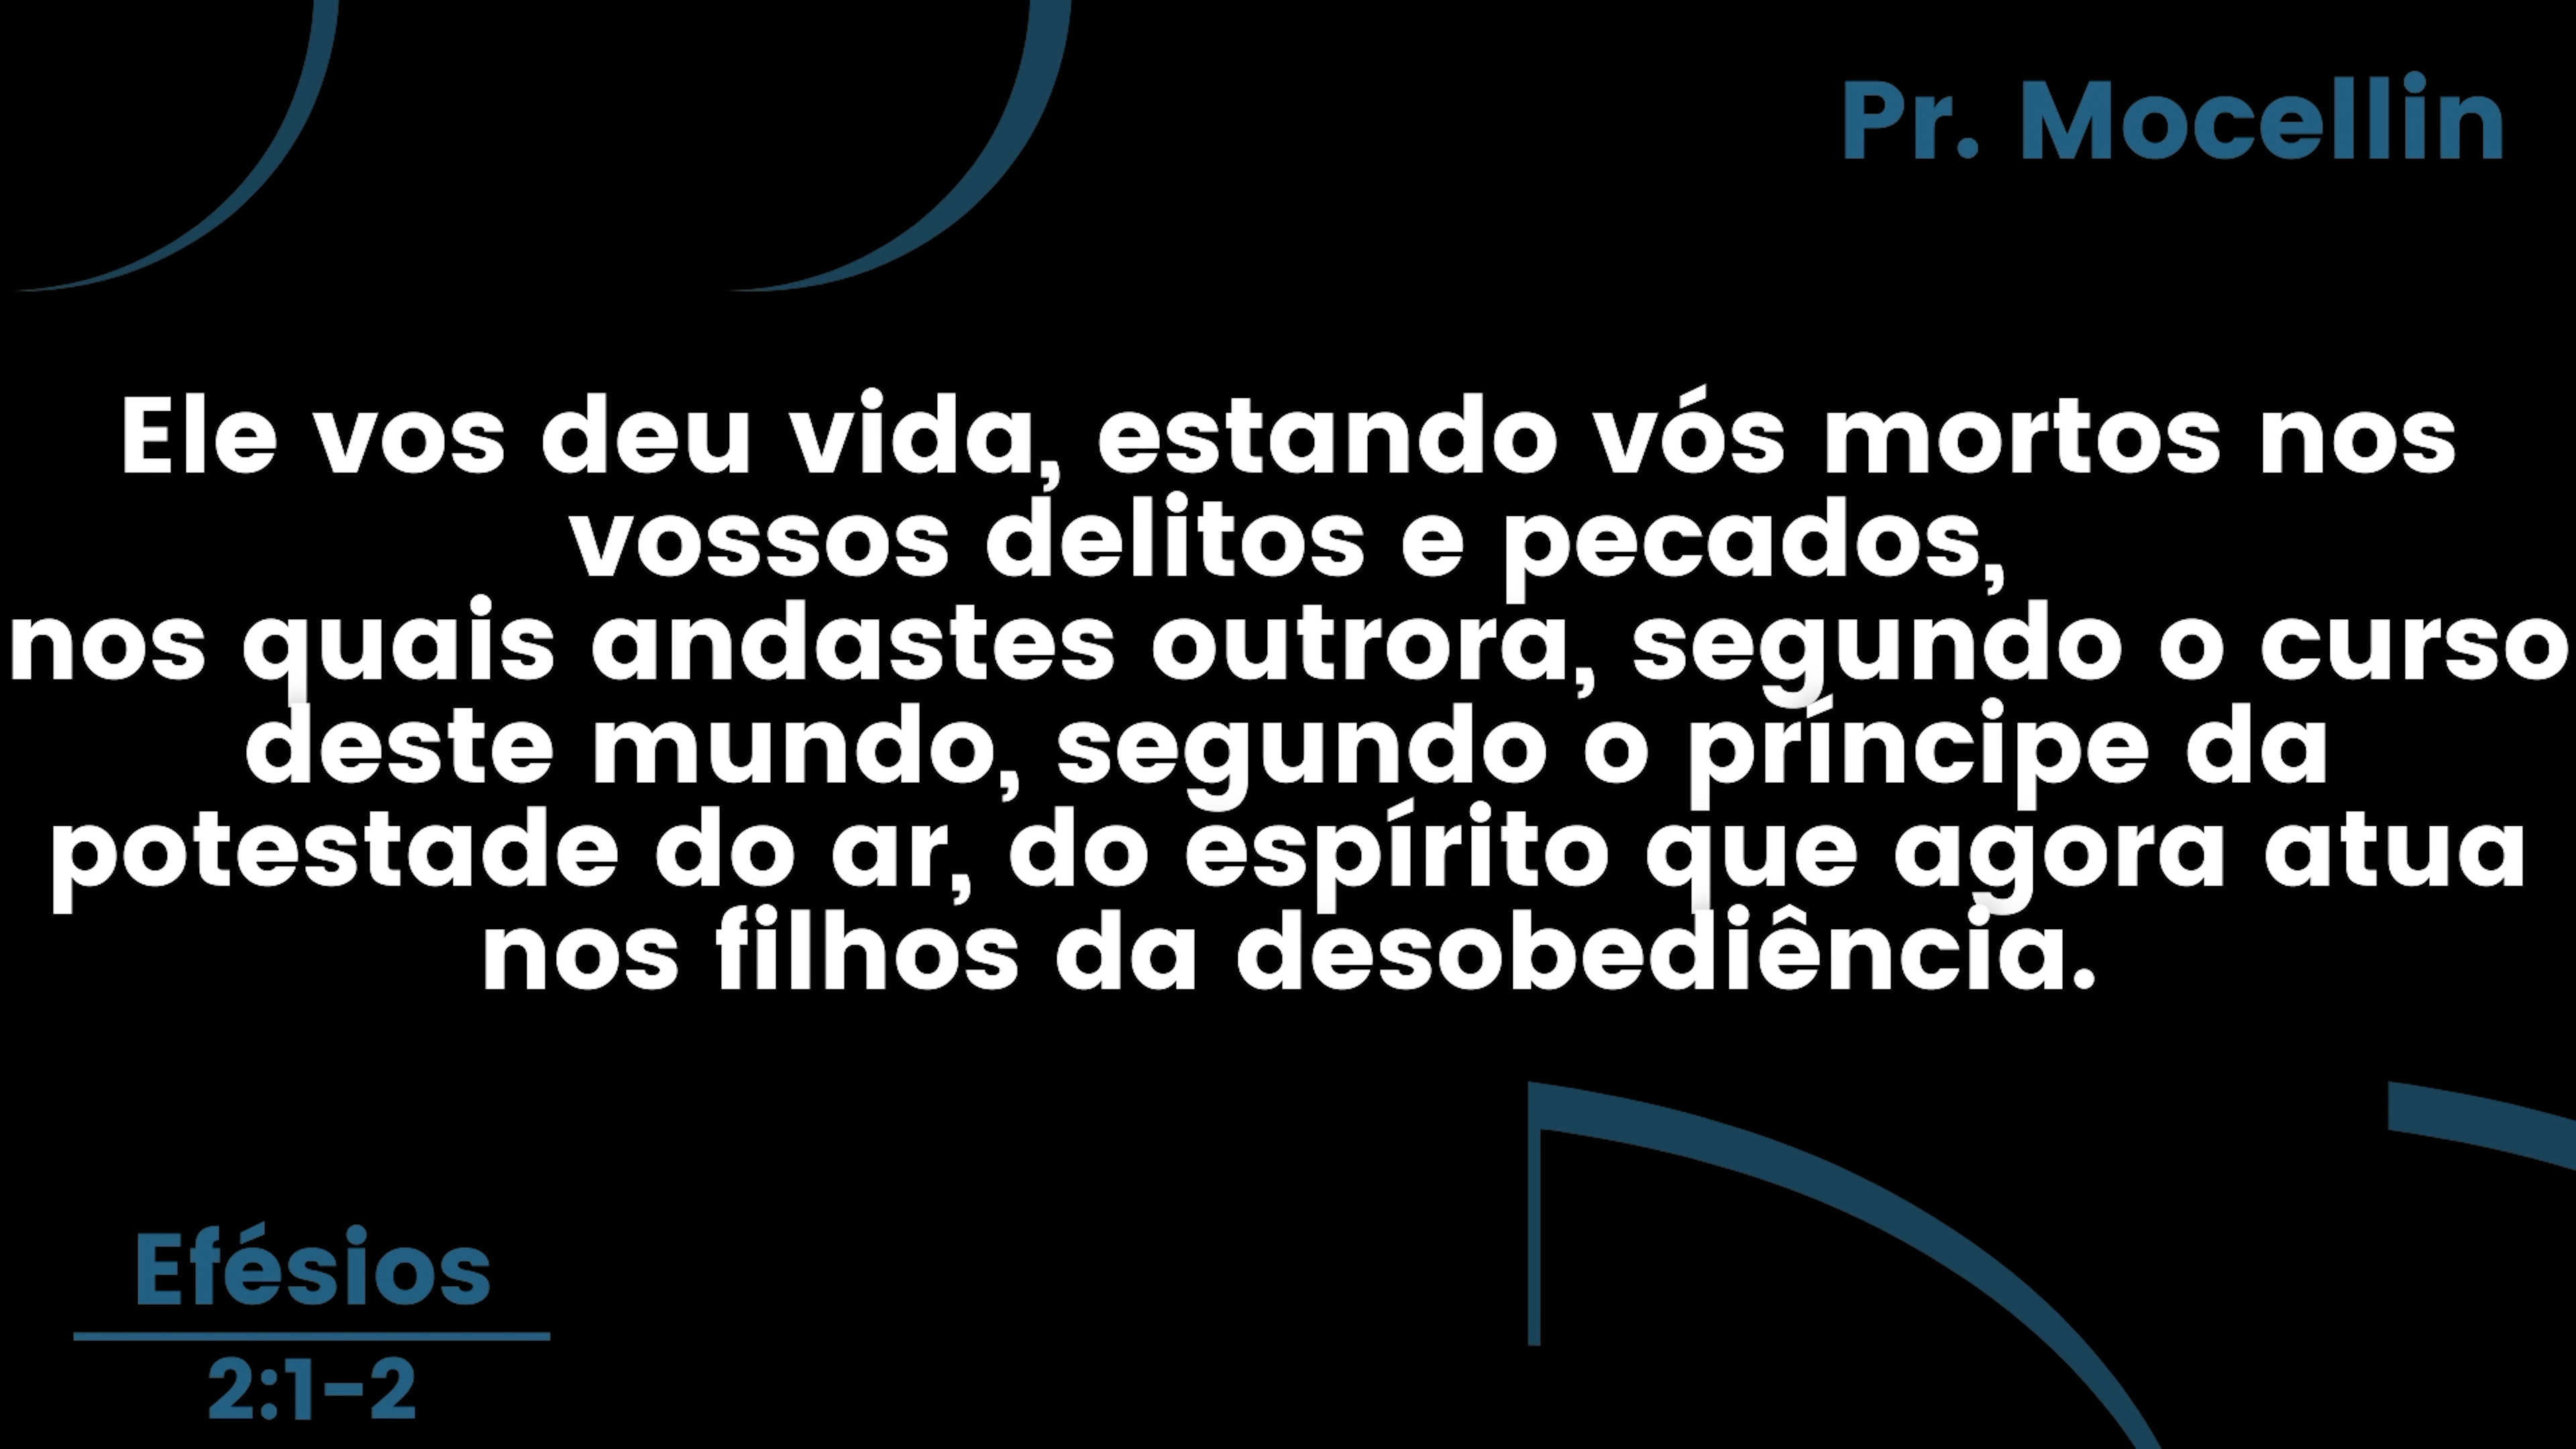 Pr. Mocellin
Ele vos deu vida, estando vós mortos nos
vossos delitos e pecados,
nos quais andastes outrora, segundo o curso
deste mundo, segundo o príncipe da
potestade do ar, do espírito que agora atua
nos filhos da desobediência.
Efésios
2:1-2